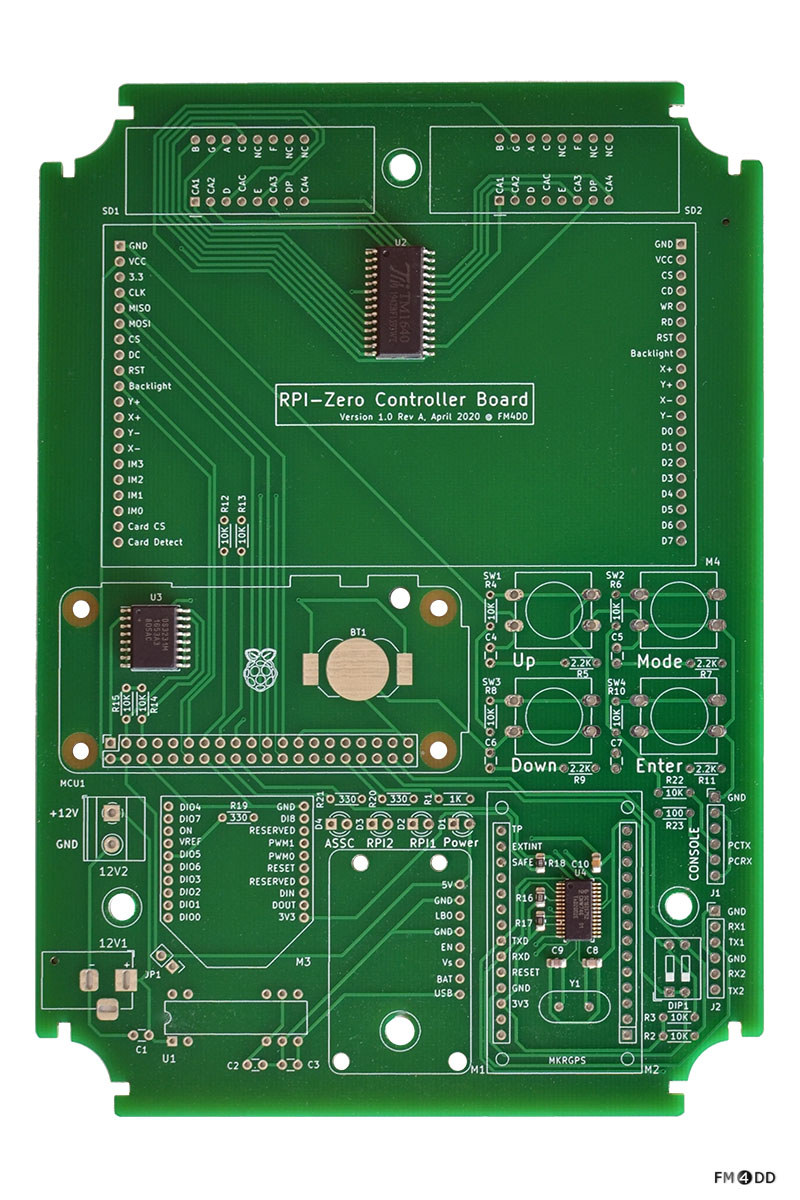 B G A C NC F NC NC
CA1 CA2 D CAC E CA3 DP CA4
SD1
B G A C NC F NC NC
CA1 CA2 D CAC E CA3 DP CA4
SD2
U2
TM1640
GND
VCC
3.3
CLK
MISO
MOSI
CS
DC
RST
Backlight
Y+
X+
Y-
X-
IM3
IM2
IM1
IM0
Card CS
Card Detect
GND
VCC
CS
CD
WR
RD
RST
Backlight
X+
Y+
X-
Y-
D0
D1
D2
D3
D4
D5
D6
D7
RPI-Zero Controller Board
Version 1.0 Rev A, April 2020 @ FM4DD
R12 R13
10K 10K
M4
U3
DS3231M
BT1
R15 10K 10K R14
MCU1
SW1
R4
10K
C4
Up
2.2K
R5
SW2
R6
10K
C5
Mode
2.2K
R7
SW3
R8
10K
C6
Down
2.2K
R9
SW4
R10
10K
C7
Enter
2.2K
R11
+12V
GND
12V2
12V1
JP1
DIO4
DIO7
ON
VREF
DIO5
DIO6
DIO3
DIO2
DIO1
DIO0
R19
330
GND
DI8
RESERVED
PWM1
PWM0
RESET
RESERVED
DIN
DOUT
3V3
M3
R21 330 R20 330 R1 1K
D4 D3 D2 D1
ASSC RPI2 RPI1 Power
5V
GND
LBO
GND
EN
Vs
BAT
USB
M1
TP
EXTINT
SAFE
TXD
RXD
RESET
GND
3V3
R18 C10
U4
R16
R17
C9 C8
Y1
MKRGPS
M2
R22
10K
100
R23
CONSOLE
GND
PCTX
PCRX
J1
GND
RX1
TX1
GND
RX2
TX2
J2
DIP1
R3 10K
R2 10K
C1
U1
C2 C3
FM4DD